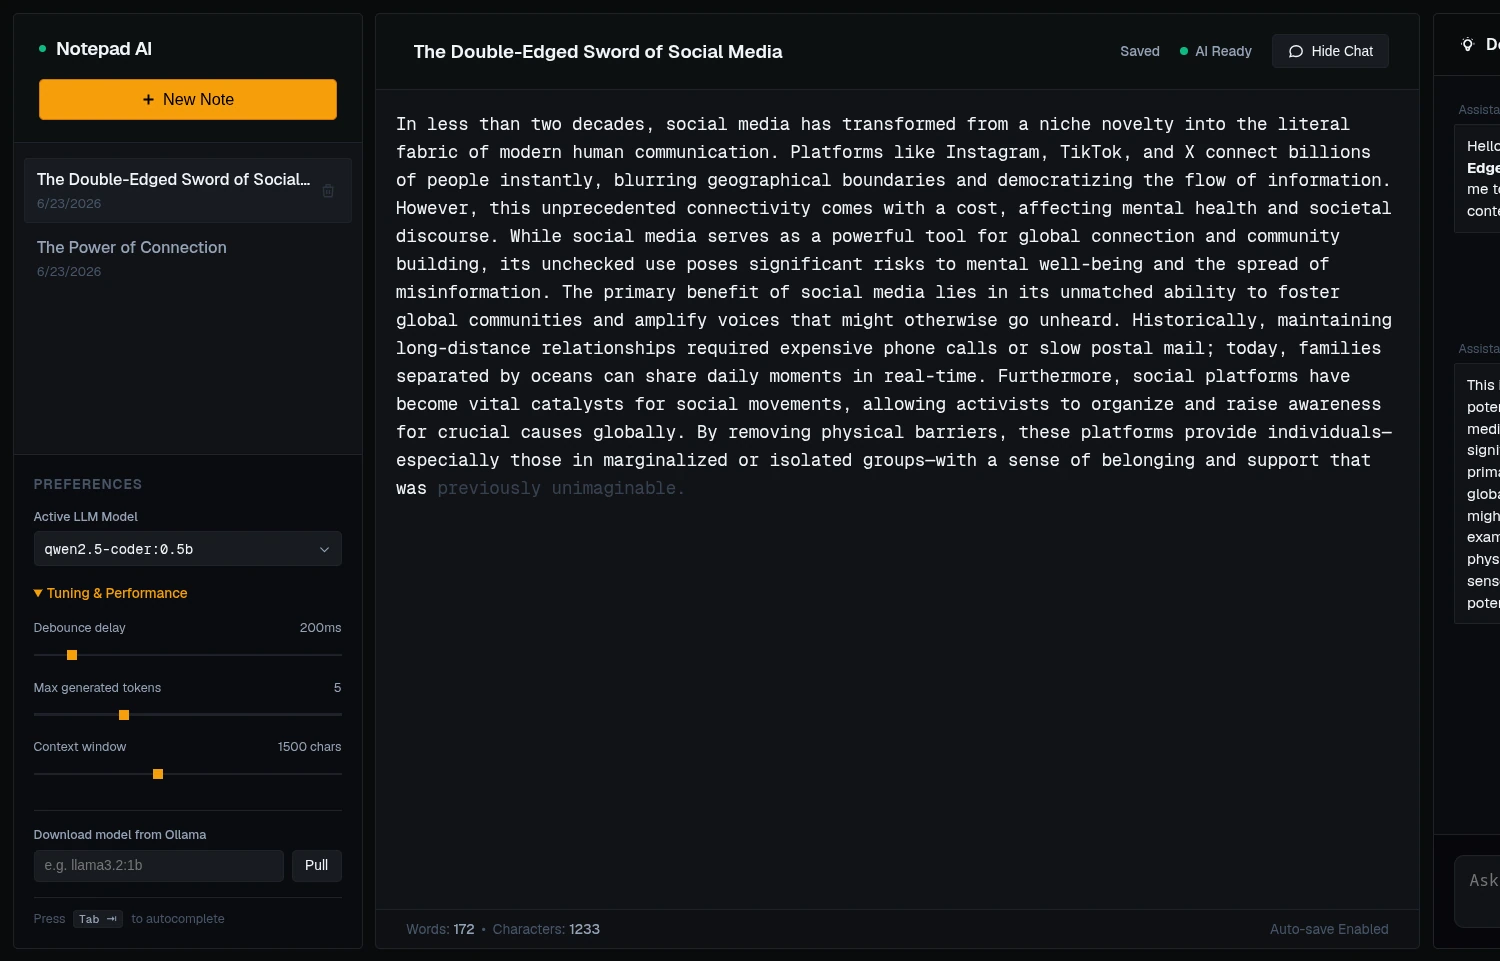 Notepad AI
+ New Note
The Double-Edged Sword of Social...
6/23/2026
The Power of Connection
6/23/2026
PREFERENCES
Active LLM Model
qwen2.5-coder:0.5b
▼ Tuning & Performance
Debounce delay 200ms
Max generated tokens 5
Context window 1500 chars
Download model from Ollama
e.g. llama3.2:1b Pull
Press Tab ⇥ to autocomplete
The Double-Edged Sword of Social Media Saved AI Ready Hide Chat
In less than two decades, social media has transformed from a niche novelty into the literal
fabric of modern human communication. Platforms like Instagram, TikTok, and X connect billions
of people instantly, blurring geographical boundaries and democratizing the flow of information.
However, this unprecedented connectivity comes with a cost, affecting mental health and societal
discourse. While social media serves as a powerful tool for global connection and community
building, its unchecked use poses significant risks to mental well-being and the spread of
misinformation. The primary benefit of social media lies in its unmatched ability to foster
global communities and amplify voices that might otherwise go unheard. Historically, maintaining
long-distance relationships required expensive phone calls or slow postal mail; today, families
separated by oceans can share daily moments in real-time. Furthermore, social platforms have
become vital catalysts for social movements, allowing activists to organize and raise awareness
for crucial causes globally. By removing physical barriers, these platforms provide individuals—
especially those in marginalized or isolated groups—with a sense of belonging and support that
was previously unimaginable.
Words: 172 • Characters: 1233 Auto-save Enabled
Edge
me
This
Ask